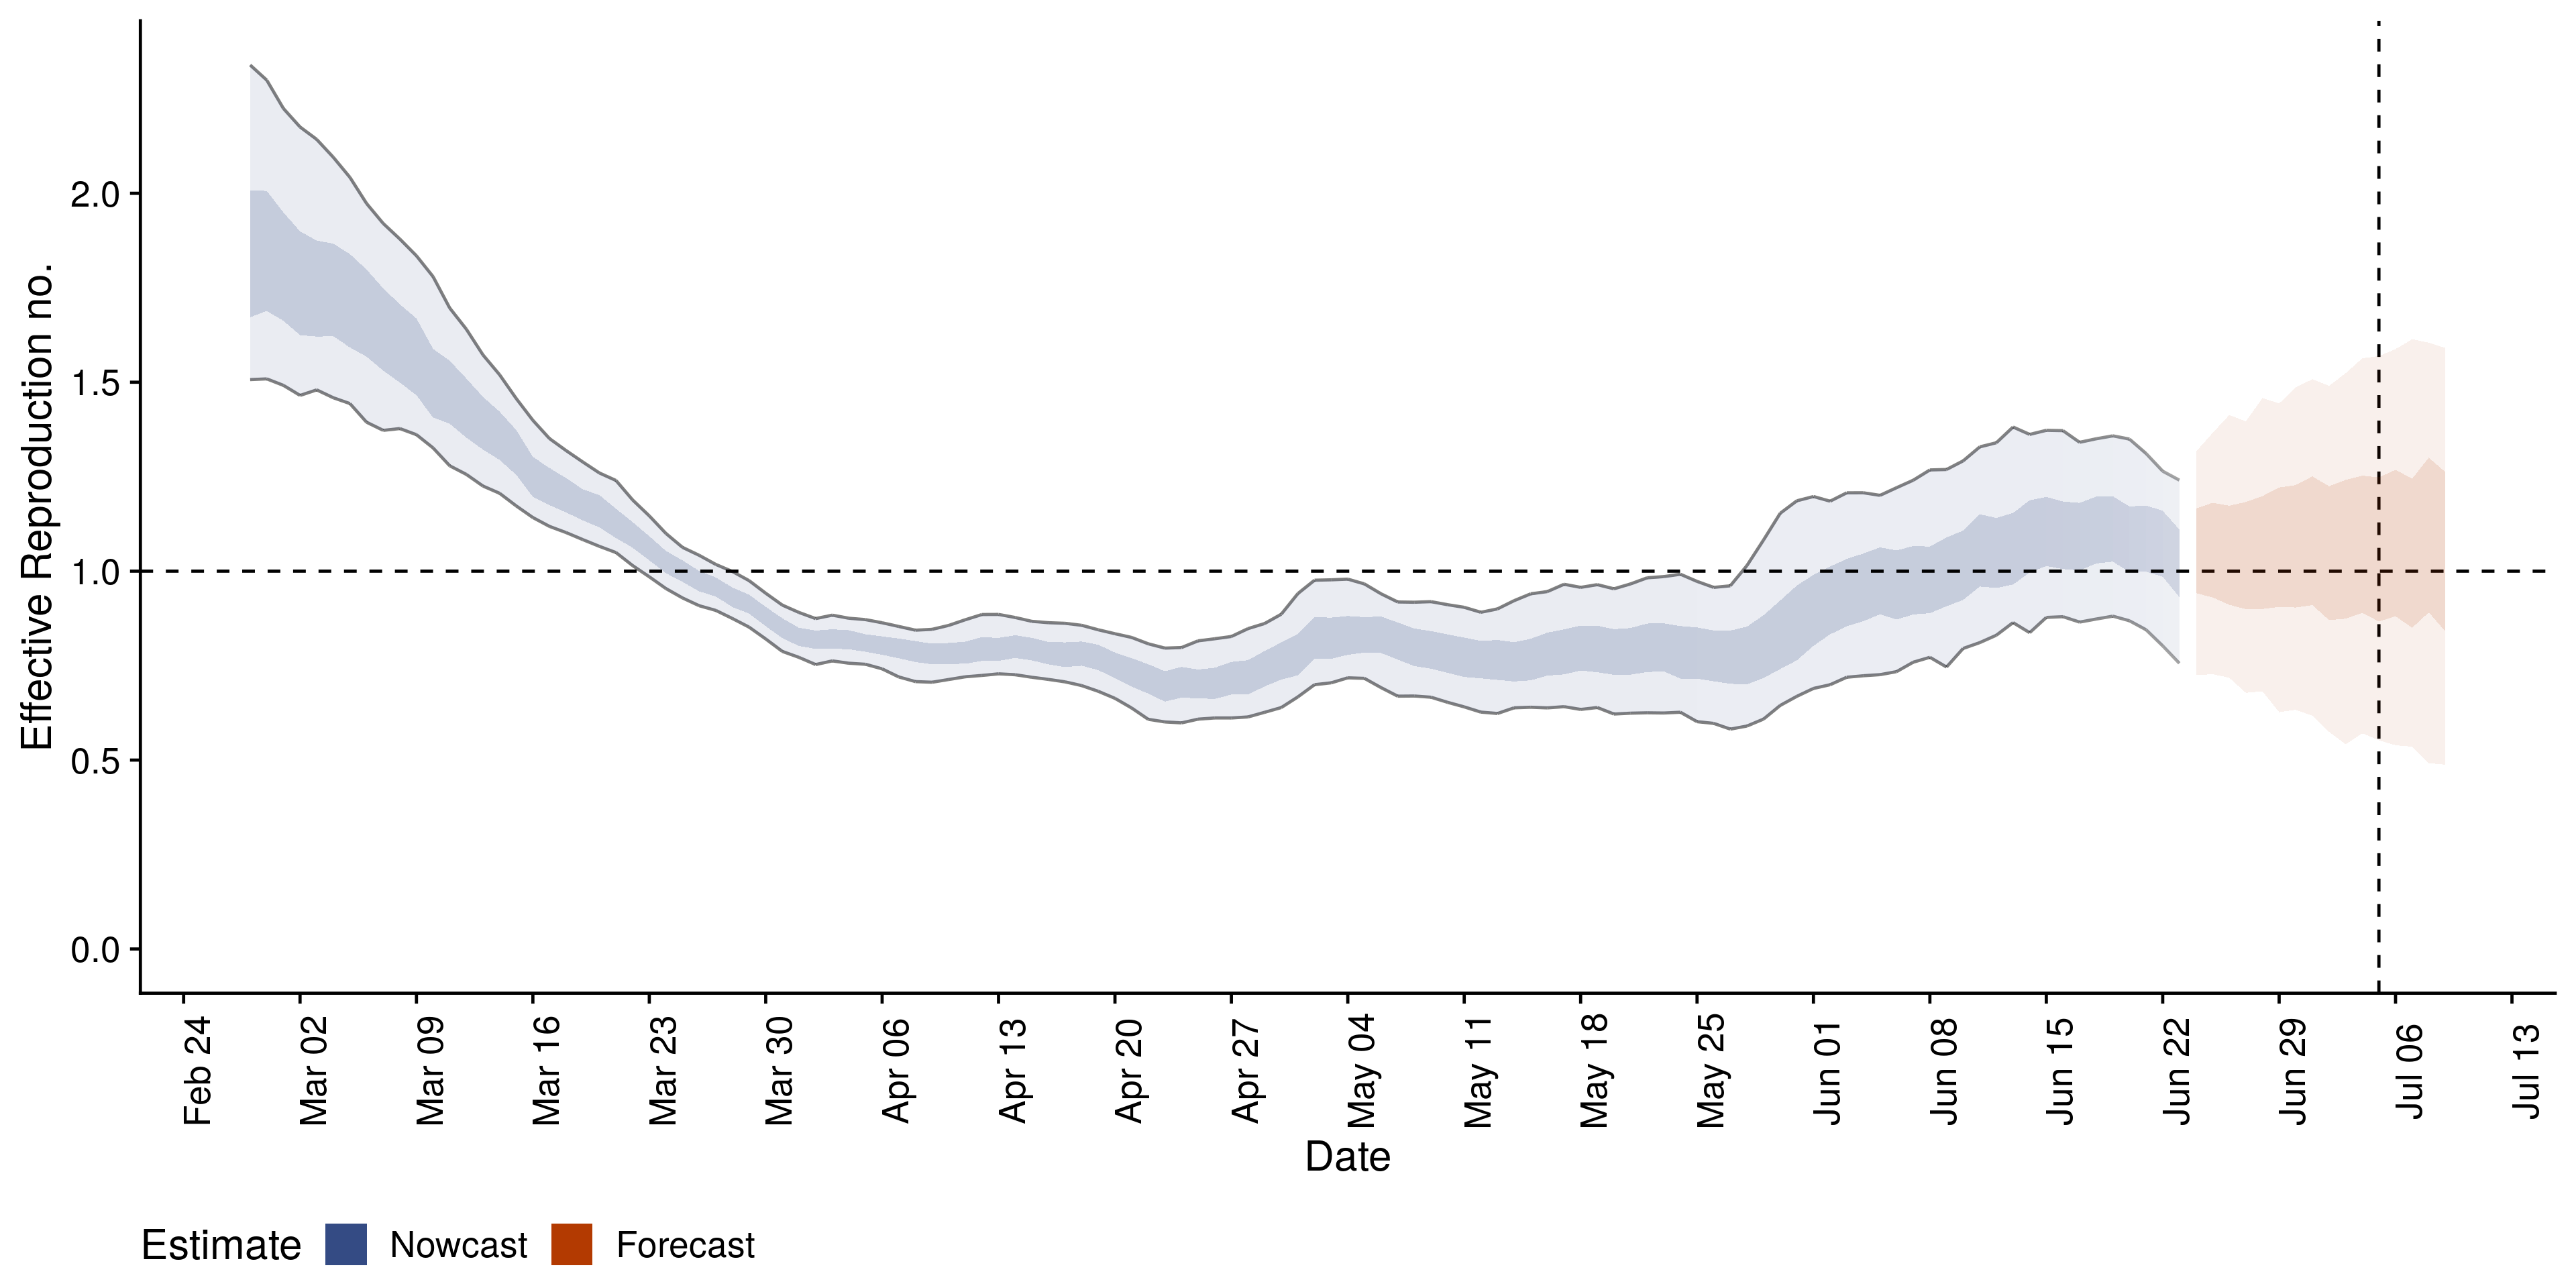 Effective Reproduction no.
2.0
1.5
1.0
0.5
0.0
Feb 24
Mar 02
Mar 09
Mar 16
Mar 23
Mar 30
Apr 06
Apr 13
Apr 20
Apr 27
May 04
May 11
May 18
May 25
Jun 01
Jun 08
Jun 15
Jun 22
Jun 29
Jul 06
Jul 13
Date
Estimate Nowcast Forecast